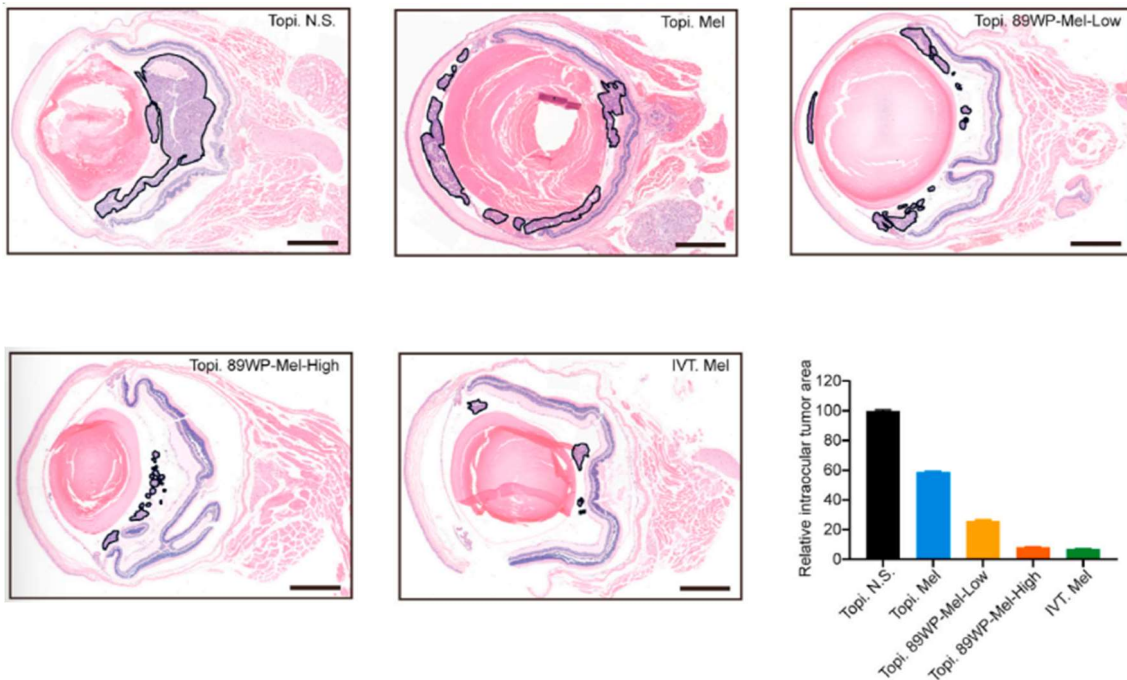 Topi. N.S.
Topi. Mel
Topi. 89WP-Mel-Low
Topi. 89WP-Mel-High
IVT. Mel
Relative intraocular tumor area
120
100
80
60
40
20
0
Topi. N.S.
Topi. Mel
Topi. 89WP-Mel-Low
Topi. 89WP-Mel-High
IVT. Mel